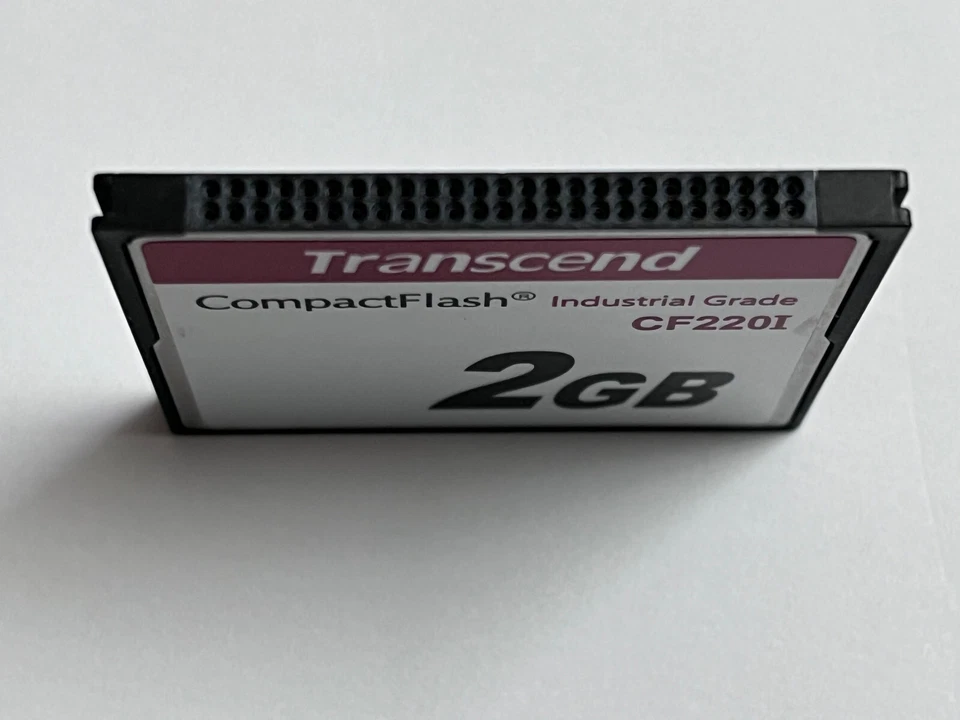 Transcend
CompactFlash® Industrial Grade
CF220I
2GB